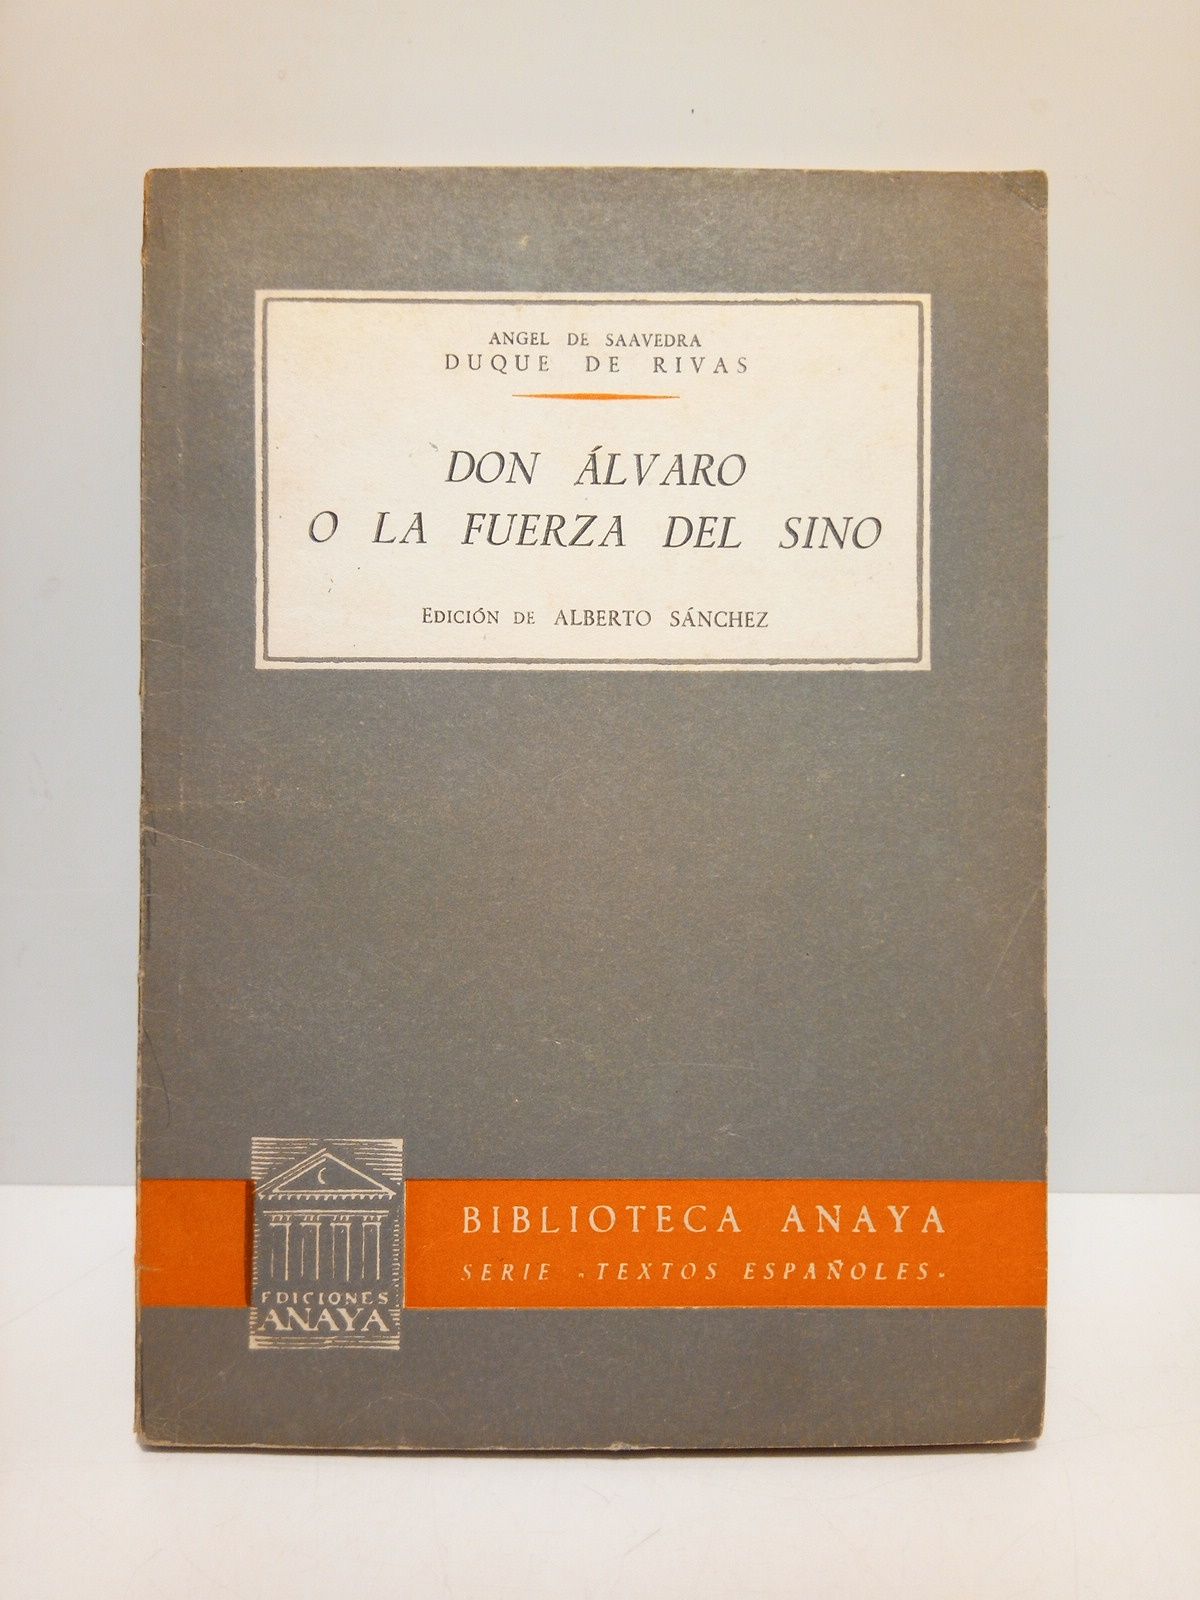 ANGEL DE SAAVEDRA
DUQUE DE RIVAS
DON ÁLVARO
O LA FUERZA DEL SINO
EDICIÓN DE ALBERTO SÁNCHEZ
BIBLIOTECA ANAYA
SERIE «TEXTOS ESPAÑOLES»
EDICIONES
ANAYA